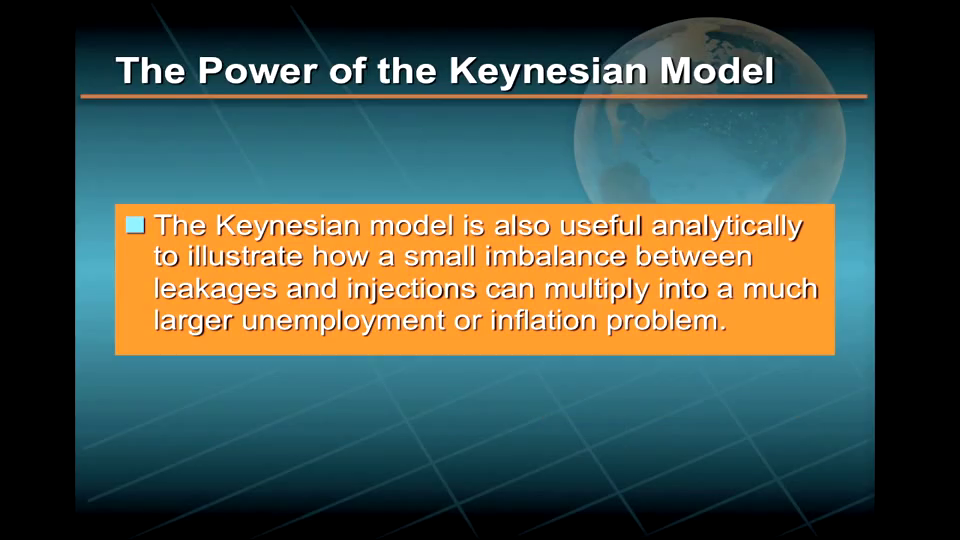 The Power of the Keynesian Model
The Keynesian model is also useful analytically
to illustrate how a small imbalance between
leakages and injections can multiply into a much
larger unemployment or inflation problem.